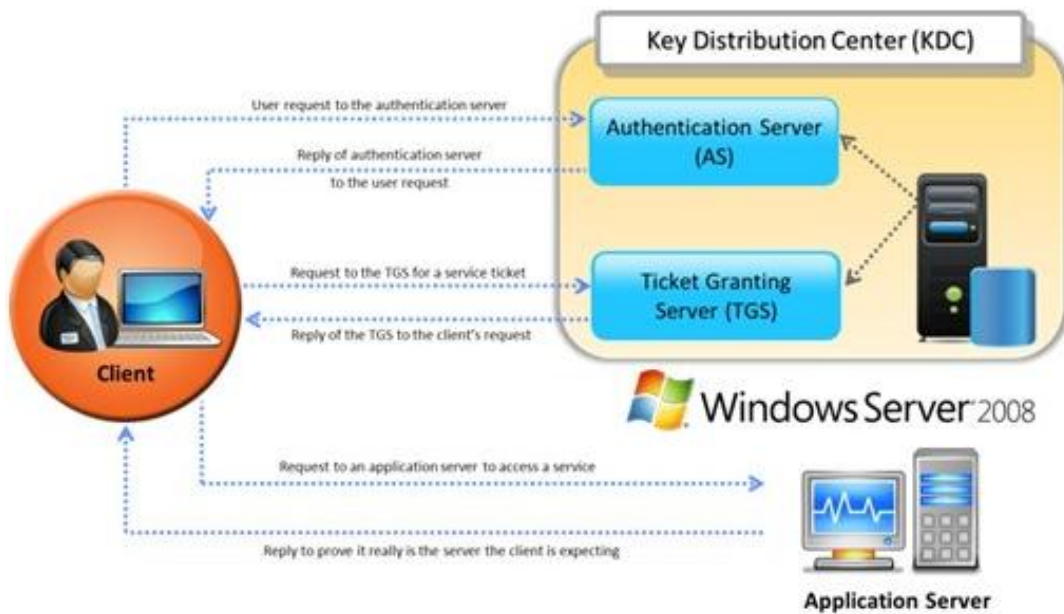 Key Distribution Center (KDC)
User request to the authentication server
Authentication Server
(AS)
Reply of authentication server
to the user request
Request to the TGS for a service ticket
Ticket Granting
Server (TGS)
Reply of the TGS to the client's request
Client
Windows Server 2008
Request to an application server to access a service
Reply to prove it really is the server the client is expecting
Application Server